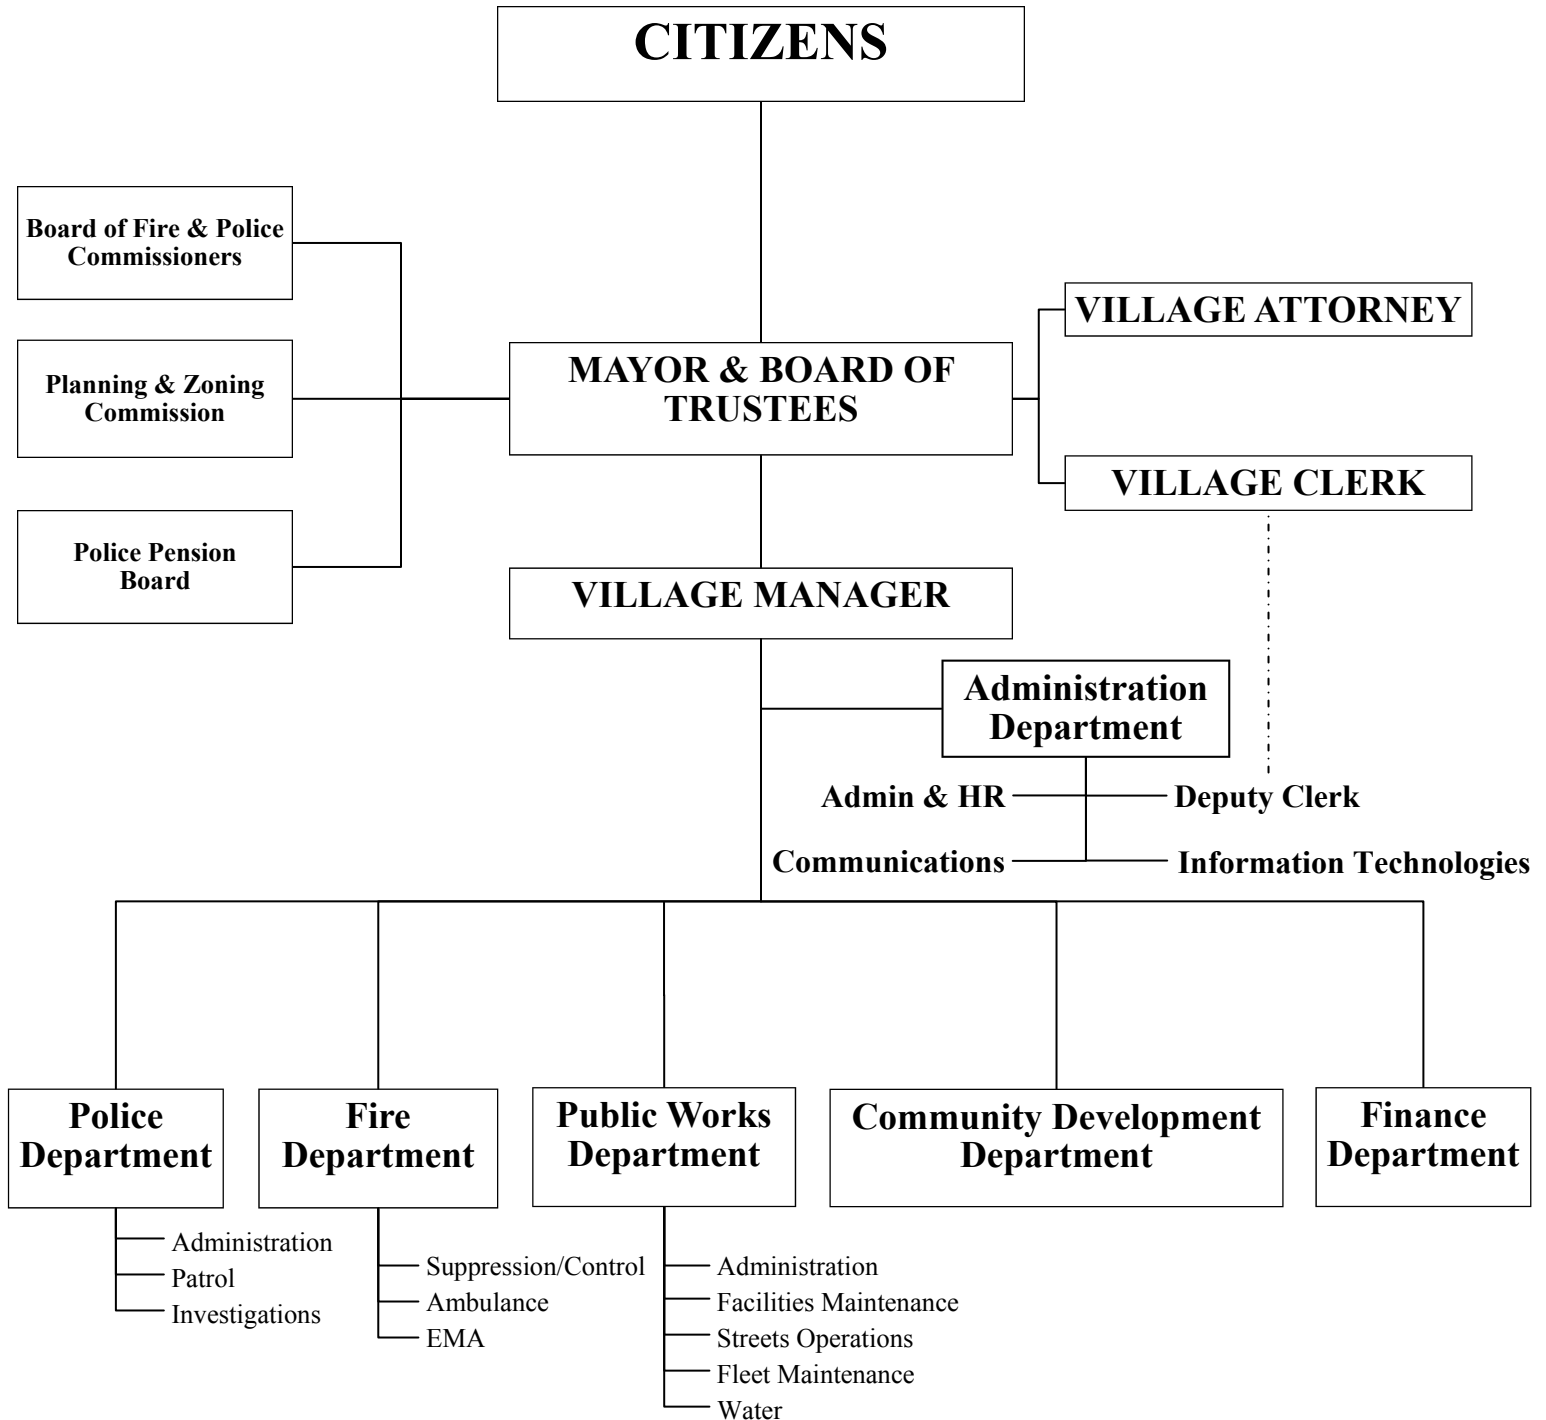 CITIZENS
Board of Fire & Police
Commissioners
Planning & Zoning
Commission
Police Pension
Board
MAYOR & BOARD OF
TRUSTEES
VILLAGE ATTORNEY
VILLAGE CLERK
VILLAGE MANAGER
Administration
Department
Admin & HR
Deputy Clerk
Communications
Information Technologies
Police
Department
Administration
Patrol
Investigations
Fire
Department
Suppression/Control
Ambulance
EMA
Public Works
Department
Administration
Facilities Maintenance
Streets Operations
Fleet Maintenance
Water
Community Development
Department
Finance
Department